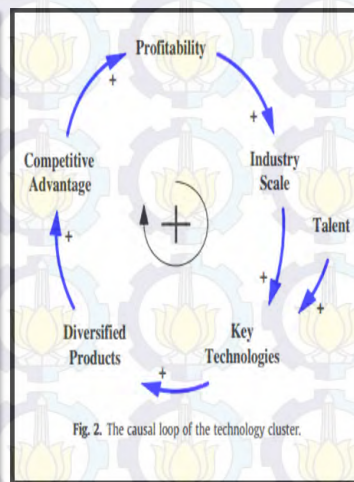 Profitability
+
+
Competitive
Advantage
Industry
Scale
+
Talent
+
+
+
Diversified
Products
Key
Technologies
+
Fig. 2. The causal loop of the technology cluster.